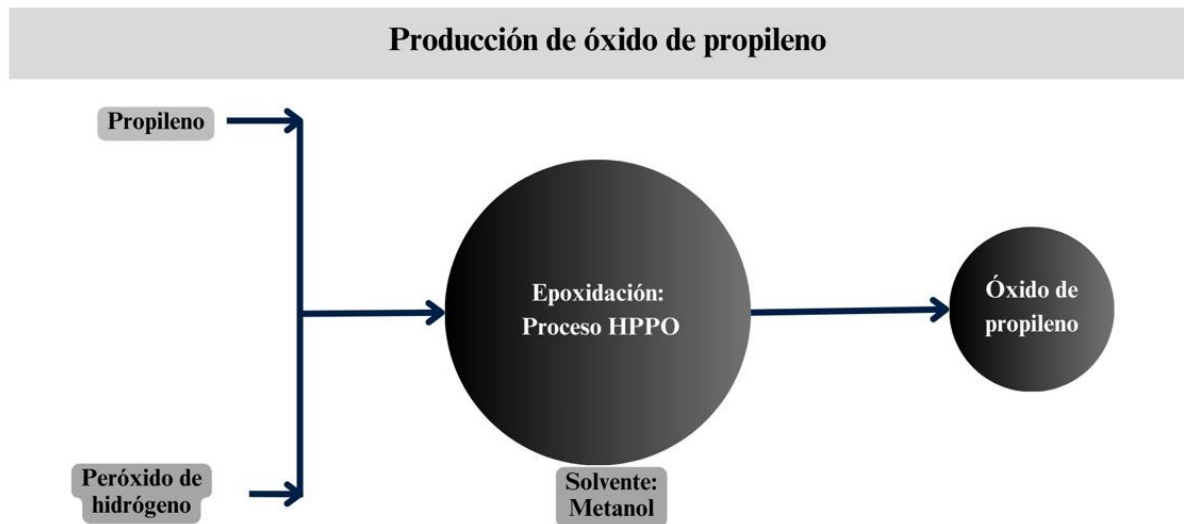 Producción de óxido de propileno
Propileno
Epoxidación:
Proceso HPPO
Óxido de
propileno
Peróxido de
hidrógeno
Solvente:
Metanol